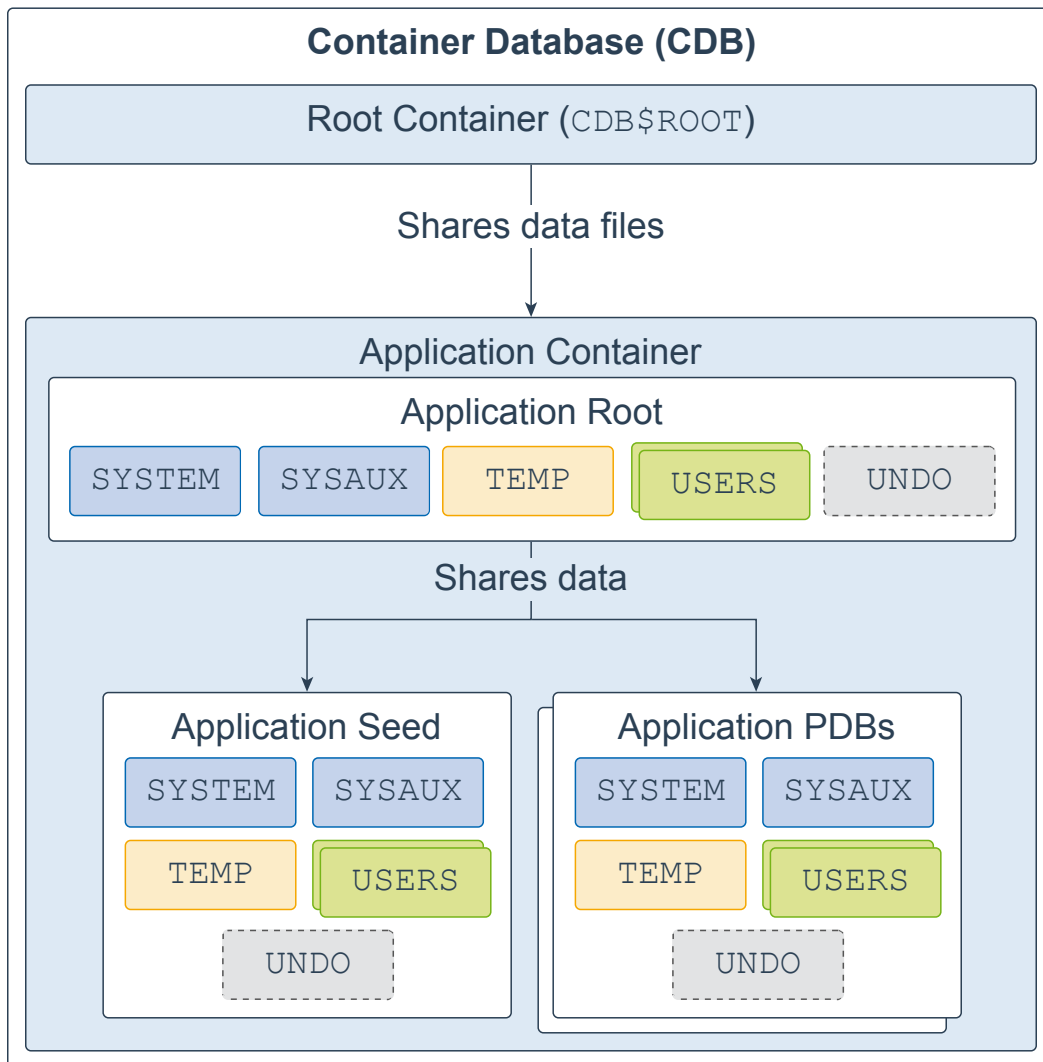 Container Database (CDB)
Root Container (CDB$ROOT)
Shares data files
Application Container
Application Root
SYSTEM SYSAUX TEMP USERS UNDO
Shares data
Application Seed
SYSTEM SYSAUX
TEMP USERS
UNDO
Application PDBs
SYSTEM SYSAUX
TEMP USERS
UNDO